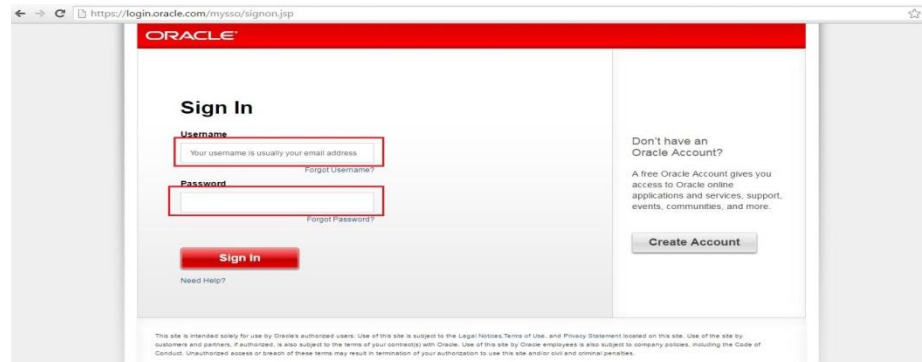 https://login.oracle.com/mysso/signon.jsp
ORACLE
Sign In
Username
Your username is usually your email address
Forgot Username?
Password
Forgot Password?
Sign In
Need Help?
Don't have an
Oracle Account?
A free Oracle Account gives you
access to Oracle online
applications and services, support,
events, communities, and more.
Create Account
This site is intended solely for use by Oracle's authorized users. Use of this site is subject to the Legal Notices, Terms of Use, and Privacy Statement located on this site. Use of the site by
customers and partners, if authorized, is also subject to the terms of your contract(s) with Oracle. Use of this site by Oracle employees is also subject to company policies, including the Code of
Conduct. Unauthorized access or breach of these terms may result in termination of your authorization to use this site and/or civil and criminal penalties.